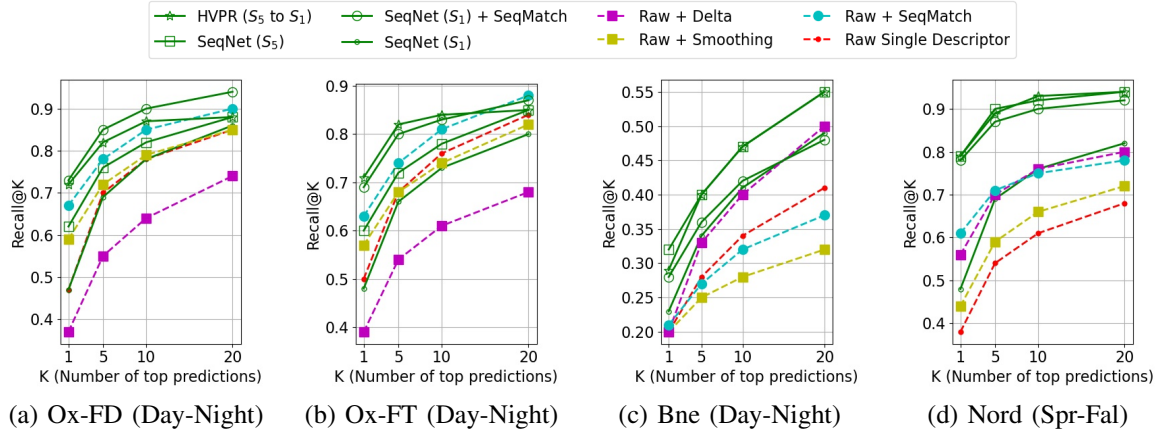 HVPR (S5 to S1) SeqNet (S1) + SeqMatch Raw + Delta Raw + SeqMatch
SeqNet (S5) SeqNet (S1) Raw + Smoothing Raw Single Descriptor
Recall@K
0.9
0.8
0.7
0.6
0.5
0.4
1 5 10 20
K (Number of top predictions)
(a) Ox-FD (Day-Night)
Recall@K
0.9
0.8
0.7
0.6
0.5
0.4
1 5 10 20
K (Number of top predictions)
(b) Ox-FT (Day-Night)
Recall@K
0.55
0.50
0.45
0.40
0.35
0.30
0.25
0.20
1 5 10 20
K (Number of top predictions)
(c) Bne (Day-Night)
Recall@K
0.9
0.8
0.7
0.6
0.5
0.4
1 5 10 20
K (Number of top predictions)
(d) Nord (Spr-Fal)